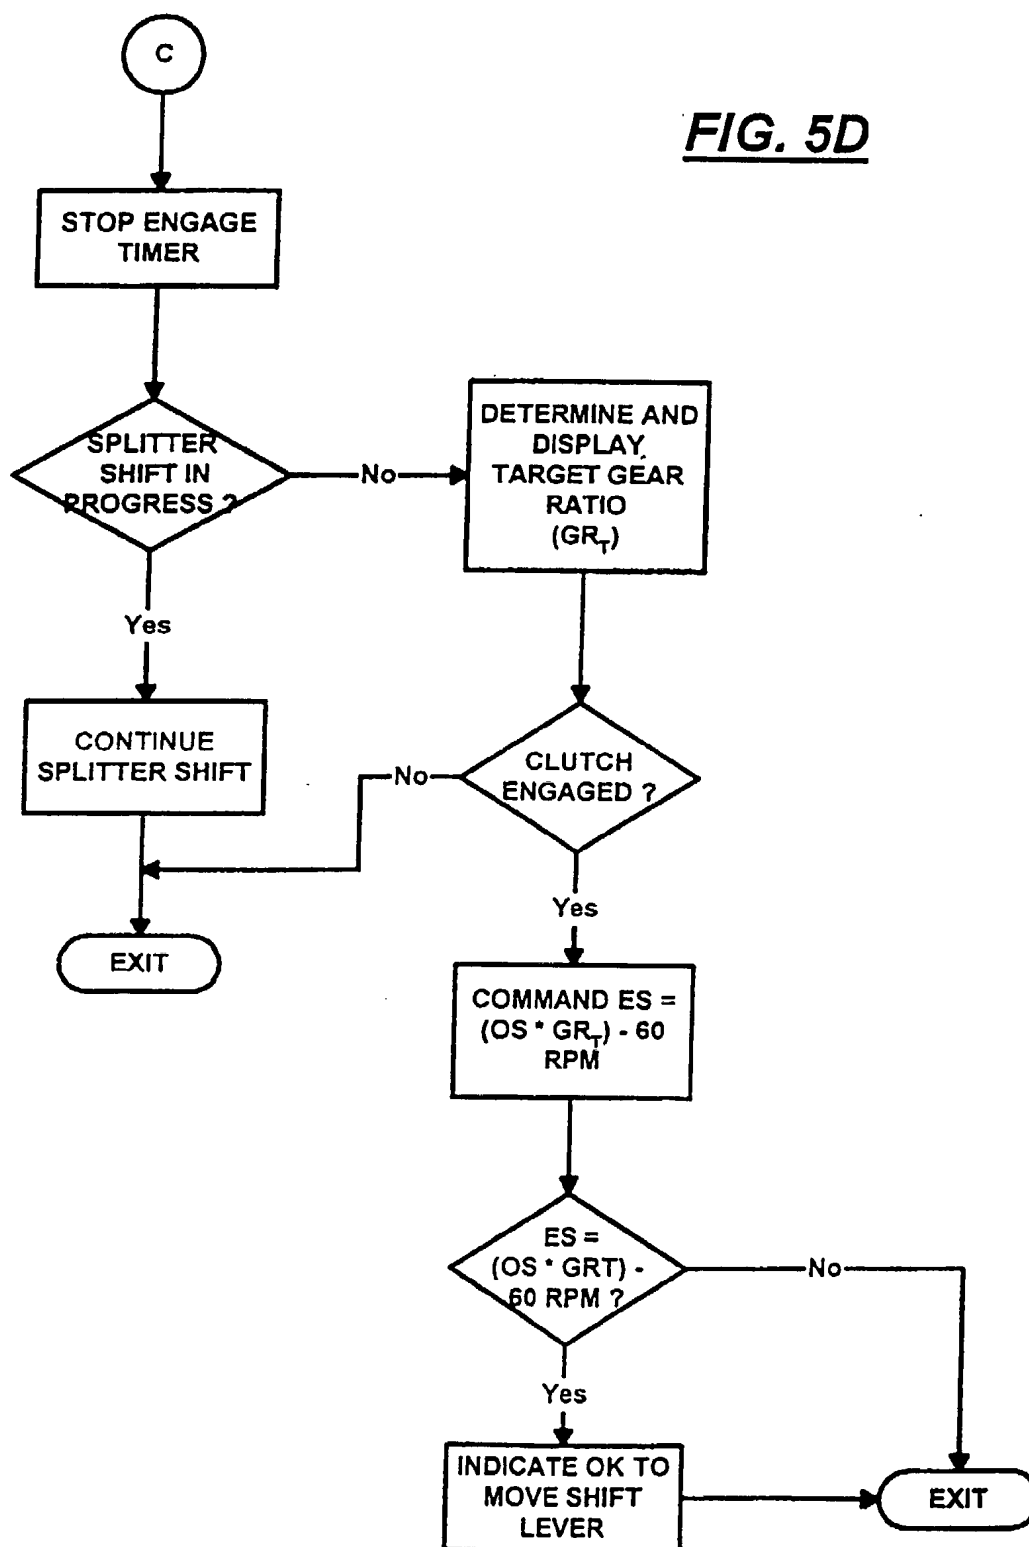 C
FIG. 5D
STOP ENGAGE
TIMER
SPLITTER
SHIFT IN
PROGRESS ?
No
DETERMINE AND
DISPLAY
TARGET GEAR
RATIO
(GR_T)
Yes
CONTINUE
SPLITTER SHIFT
No
CLUTCH
ENGAGED ?
Yes
EXIT
COMMAND ES =
(OS * GR_T) - 60
RPM
ES =
(OS * GRT) -
60 RPM ?
No
Yes
INDICATE OK TO
MOVE SHIFT
LEVER
EXIT